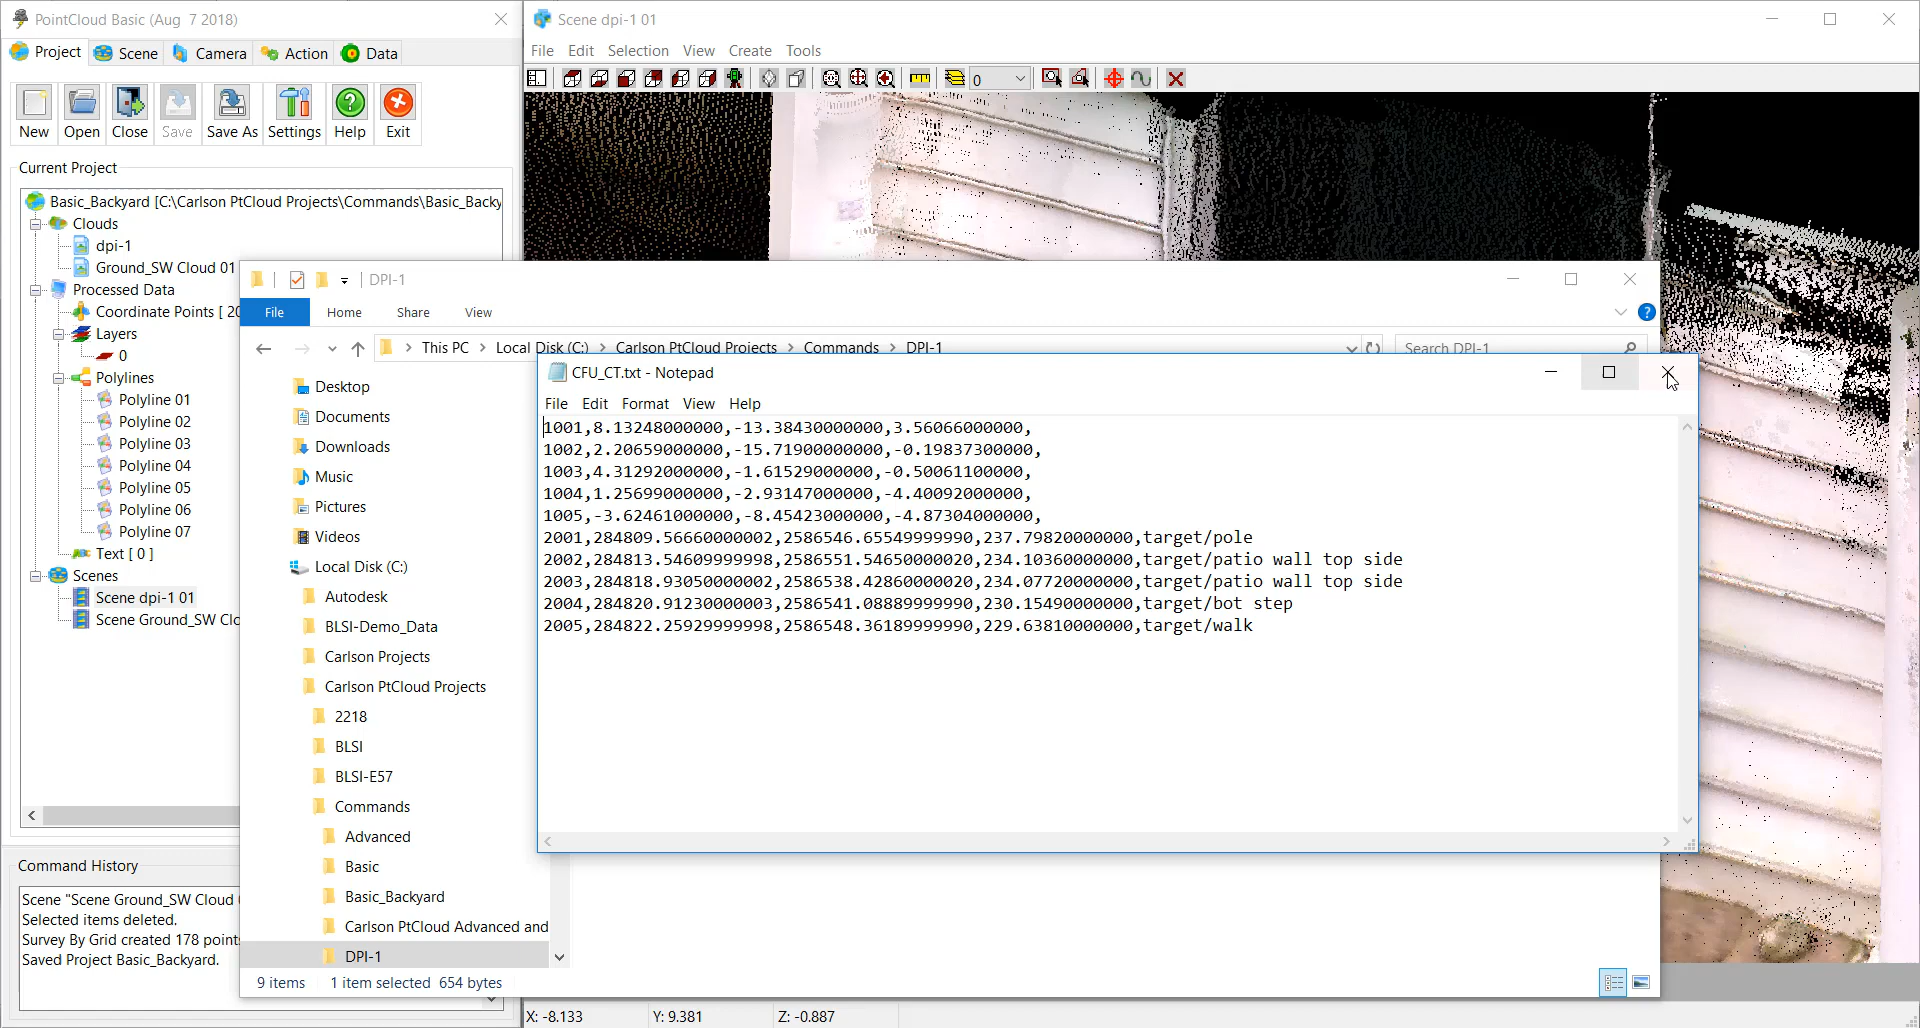 PointCloud Basic (Aug 7 2018)
Project
Scene
Camera
Action
Data
New
Open
Close
Save
Save As
Settings
Help
Exit
Current Project
Basic_Backyard [C:\Carlson PtCloud Projects\Commands\Basic_Backy
Clouds
dpi-1
Ground_SW Cloud 01
Processed Data
Coordinate Points [ 20
Layers
0
Polylines
Polyline 01
Polyline 02
Polyline 03
Polyline 04
Polyline 05
Polyline 06
Polyline 07
Text [ 0 ]
Scenes
Scene dpi-1 01
Scene Ground_SW Clo
Command History
Scene "Scene Ground_SW Cloud
Selected items deleted.
Survey By Grid created 178 points
Saved Project Basic_Backyard.
Scene dpi-1 01
File Edit Selection View Create Tools
0
DPI-1
File Home Share View
This PC > Local Disk (C:) > Carlson PtCloud Projects > Commands > DPI-1
Search DPI-1
Desktop
Documents
Downloads
Music
Pictures
Videos
Local Disk (C:)
Autodesk
BLSI-Demo_Data
Carlson Projects
Carlson PtCloud Projects
2218
BLSI
BLSI-E57
Commands
Advanced
Basic
Basic_Backyard
Carlson PtCloud Advanced and
DPI-1
9 items 1 item selected 654 bytes
CFU_CT.txt - Notepad
File Edit Format View Help
1001,8.13248000000,-13.38430000000,3.56066000000,
1002,2.20659000000,-15.71900000000,-0.19837300000,
1003,4.31292000000,-1.61529000000,-0.50061100000,
1004,1.25699000000,-2.93147000000,-4.40092000000,
1005,-3.62461000000,-8.45423000000,-4.87304000000,
2001,284809.56660000002,2586546.65549999990,237.79820000000,target/pole
2002,284813.54609999998,2586551.54650000020,234.10360000000,target/patio wall top side
2003,284818.93050000002,2586538.42860000020,234.07720000000,target/patio wall top side
2004,284820.91230000003,2586541.08889999990,230.15490000000,target/bot step
2005,284822.25929999998,2586548.36189999990,229.63810000000,target/walk
X: -8.133 Y: 9.381 Z: -0.887